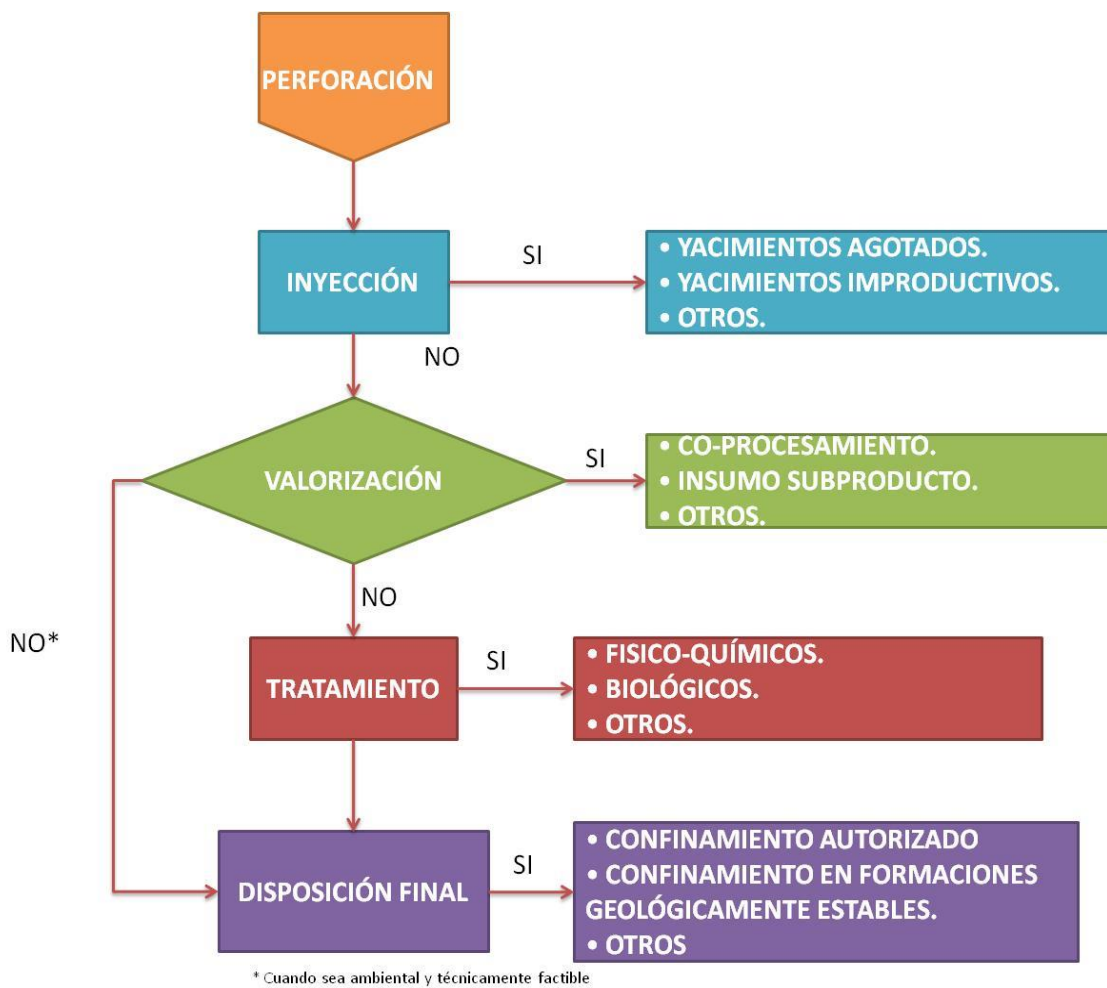 PERFORACIÓN
INYECCIÓN
SI
• YACIMIENTOS AGOTADOS.
• YACIMIENTOS IMPRODUCTIVOS.
• OTROS.
NO
VALORIZACIÓN
SI
• CO-PROCESAMIENTO.
• INSUMO SUBPRODUCTO.
• OTROS.
NO
NO*
TRATAMIENTO
SI
• FISICO-QUÍMICOS.
• BIOLÓGICOS.
• OTROS.
DISPOSICIÓN FINAL
SI
• CONFINAMIENTO AUTORIZADO
• CONFINAMIENTO EN FORMACIONES
GEOLÓGICAMENTE ESTABLES.
• OTROS
* Cuando sea ambiental y técnicamente factible